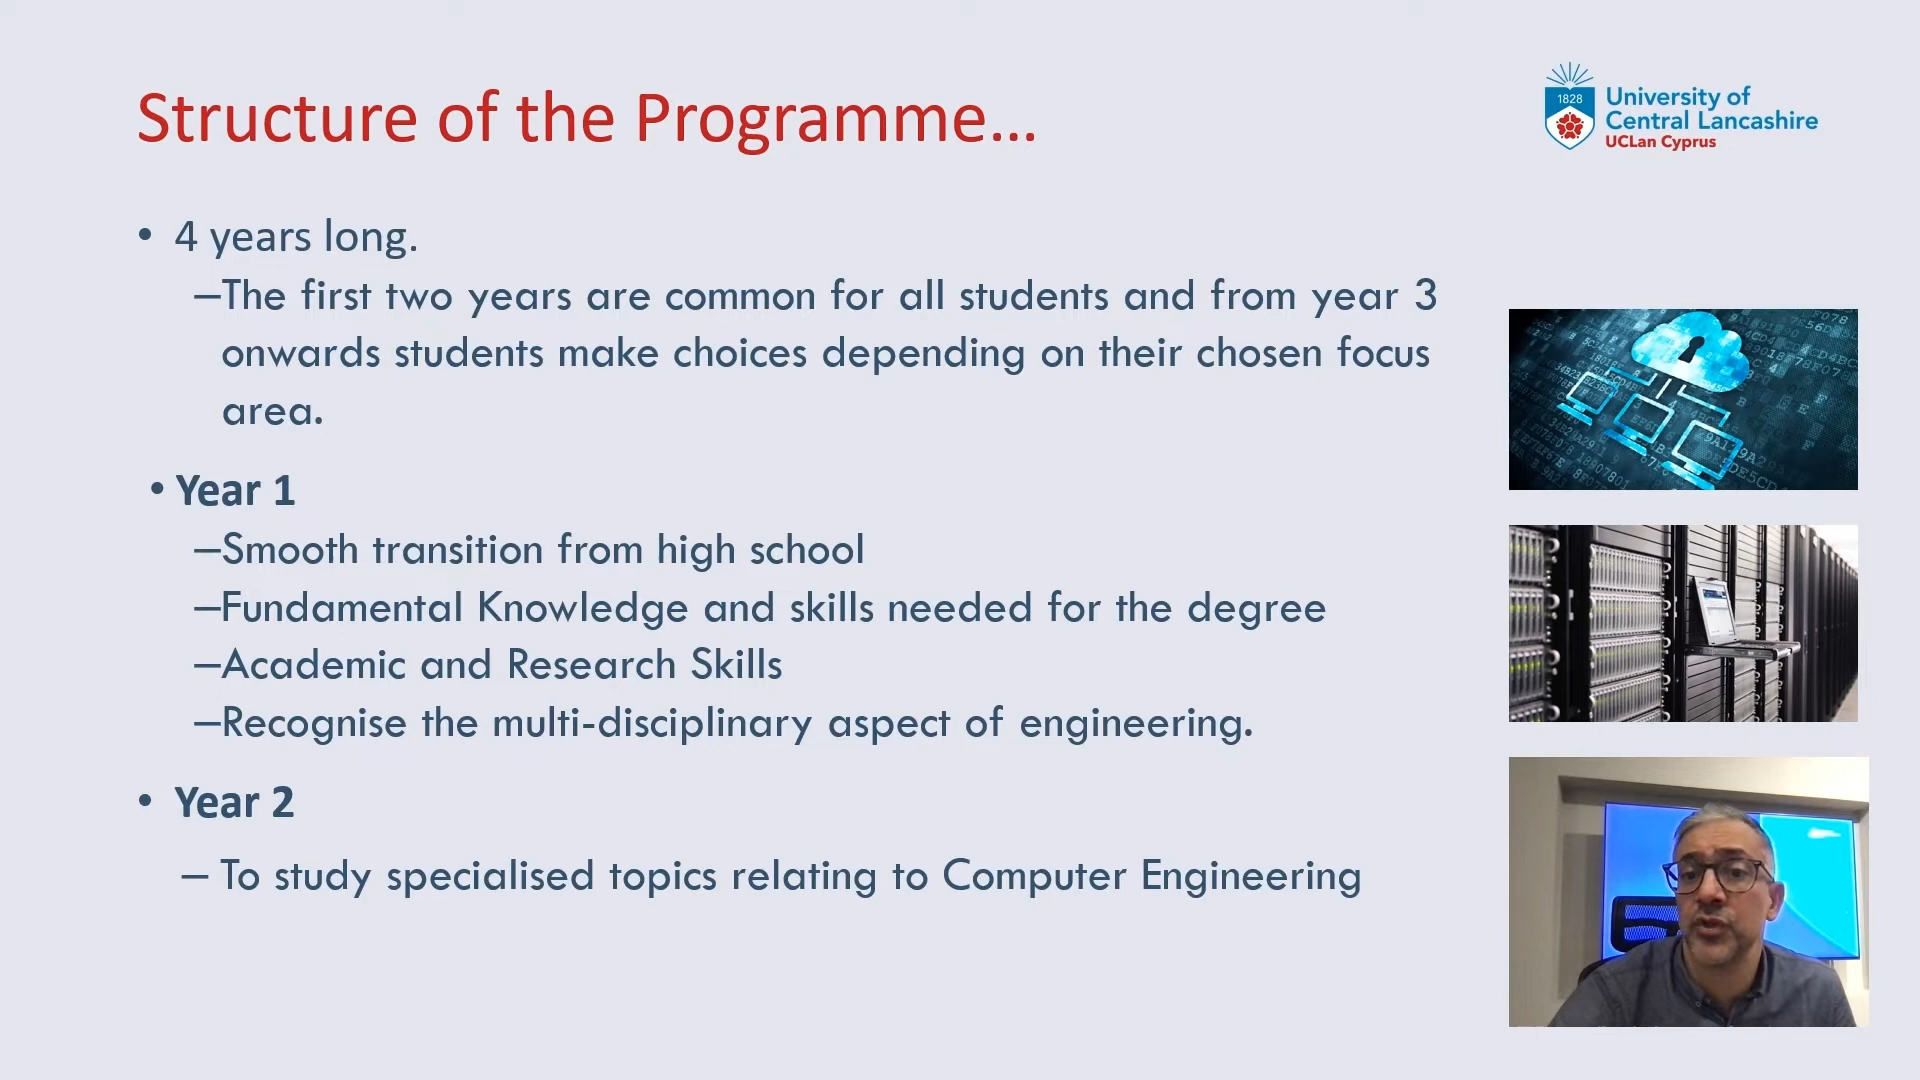 Structure of the Programme...
1828
University of
Central Lancashire
UCLan Cyprus
• 4 years long.
–The first two years are common for all students and from year 3
onwards students make choices depending on their chosen focus
area.
• Year 1
–Smooth transition from high school
–Fundamental Knowledge and skills needed for the degree
–Academic and Research Skills
–Recognise the multi-disciplinary aspect of engineering.
• Year 2
– To study specialised topics relating to Computer Engineering